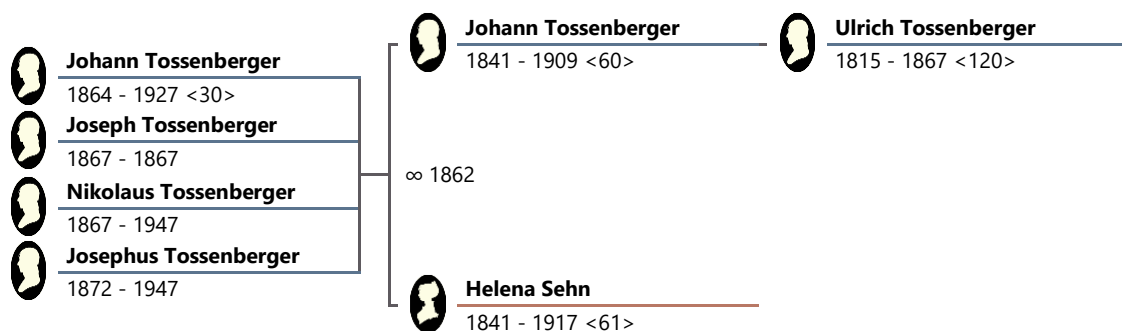 Johann Tossenberger
1864 - 1927 <30>
Joseph Tossenberger
1867 - 1867
Nikolaus Tossenberger
1867 - 1947
Josephus Tossenberger
1872 - 1947
Johann Tossenberger
1841 - 1909 <60>
∞ 1862
Helena Sehn
1841 - 1917 <61>
Ulrich Tossenberger
1815 - 1867 <120>